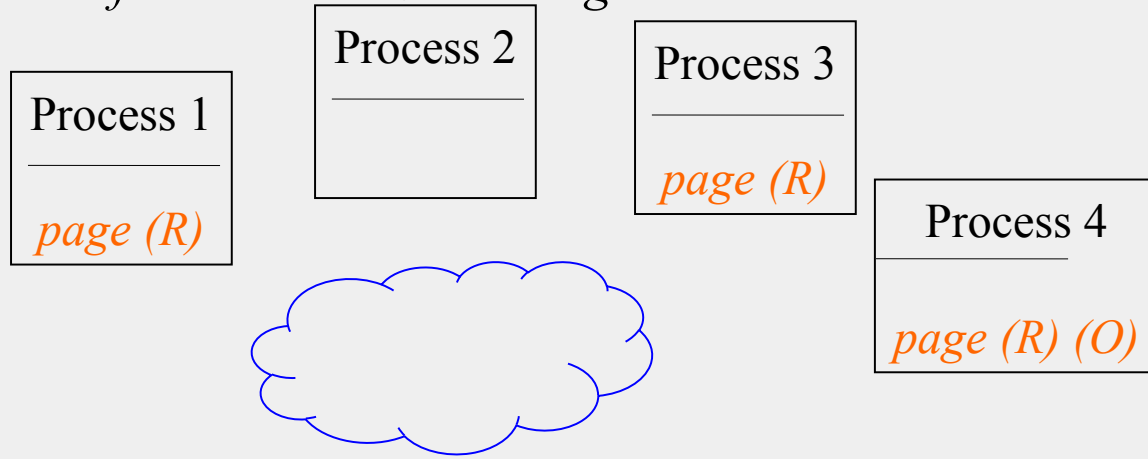 Process 1
page (R)
Process 2
Process 3
page (R)
Process 4
page (R) (O)